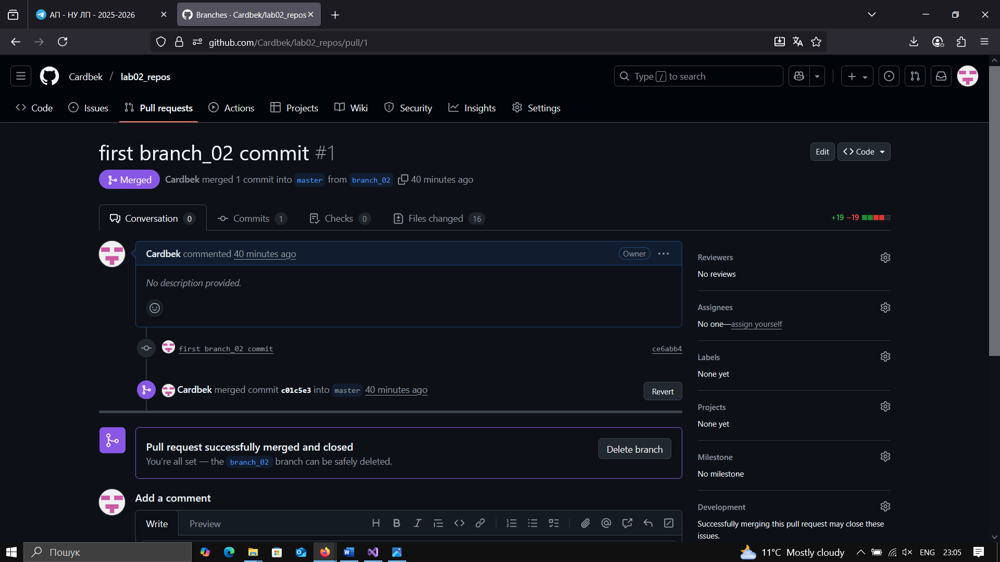 АП - НУ ЛП - 2025-2026
Branches · Cardbek/lab02_repos
github.com/Cardbek/lab02_repos/pull/1
Cardbek / lab02_repos
Type / to search
Code
Issues
Pull requests
Actions
Projects
Wiki
Security
Insights
Settings
first branch_02 commit #1
Edit
Code
Merged
Cardbek merged 1 commit into master from branch_02 40 minutes ago
Conversation 0
Commits 1
Checks 0
Files changed 16
+19 −19
Cardbek commented 40 minutes ago
Owner
No description provided.
first branch_02 commit
ce6abb4
Cardbek merged commit c01c5e3 into master 40 minutes ago
Revert
Pull request successfully merged and closed
You're all set — the branch_02 branch can be safely deleted.
Delete branch
Add a comment
Write
Preview
Reviewers
No reviews
Assignees
No one—assign yourself
Labels
None yet
Projects
None yet
Milestone
No milestone
Development
Successfully merging this pull request may close these
issues.
Пошук
11°C Mostly cloudy
ENG
23:05